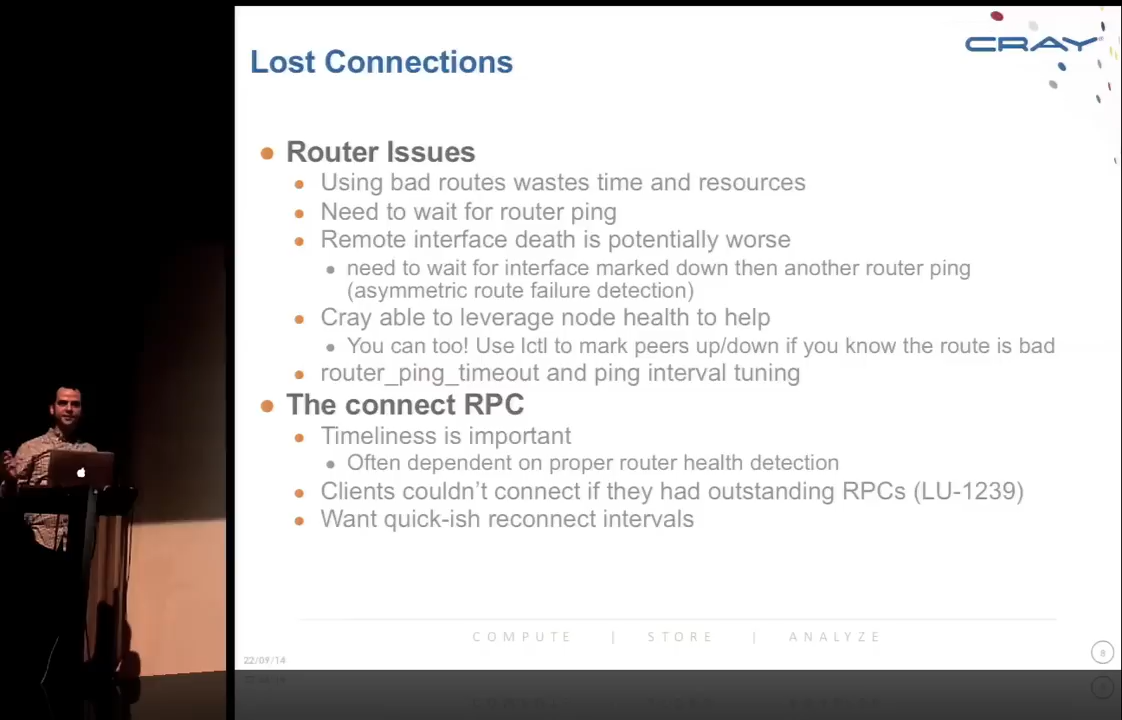 CRAY
Lost Connections
Router Issues
Using bad routes wastes time and resources
Need to wait for router ping
Remote interface death is potentially worse
need to wait for interface marked down then another router ping
(asymmetric route failure detection)
Cray able to leverage node health to help
You can too! Use lctl to mark peers up/down if you know the route is bad
router_ping_timeout and ping interval tuning
The connect RPC
Timeliness is important
Often dependent on proper router health detection
Clients couldn't connect if they had outstanding RPCs (LU-1239)
Want quick-ish reconnect intervals
COMPUTE | STORE | ANALYZE
22/09/14
8